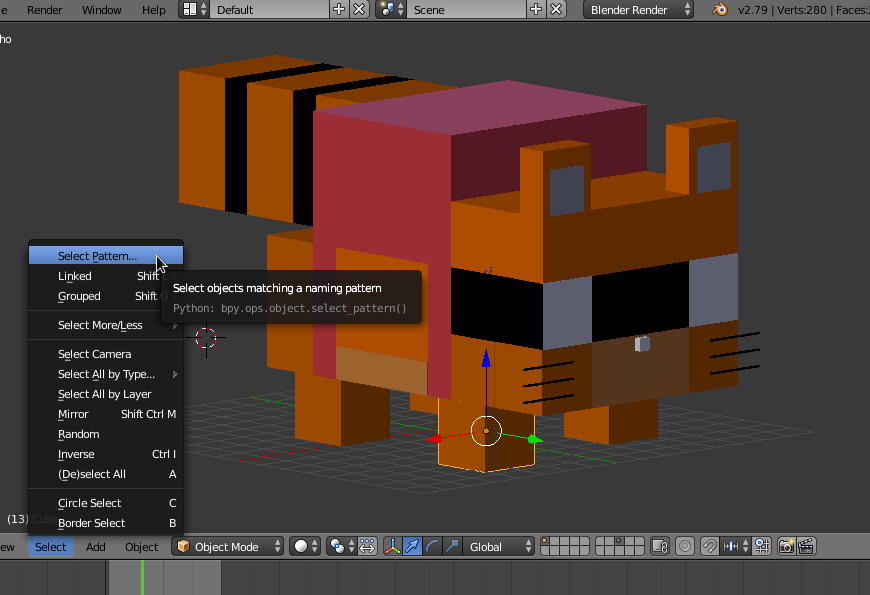 e Render Window Help Default Scene Blender Render v2.79 | Verts:280 | Faces:
ho
Select Pattern...
Linked Shift
Grouped Shift G
Select objects matching a naming pattern
Python: bpy.ops.object.select_pattern()
Select More/Less
Select Camera
Select All by Type...
Select All by Layer
Mirror Shift Ctrl M
Random
Inverse Ctrl I
(De)select All A
Circle Select C
(13) Cube
Border Select B
ew Select Add Object Object Mode Global